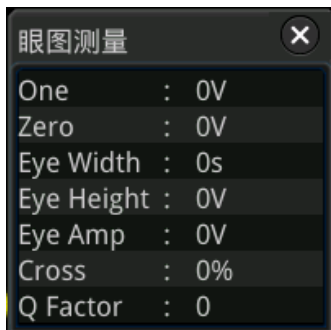 眼图测量
One : 0V
Zero : 0V
Eye Width : 0s
Eye Height : 0V
Eye Amp : 0V
Cross : 0%
Q Factor : 0